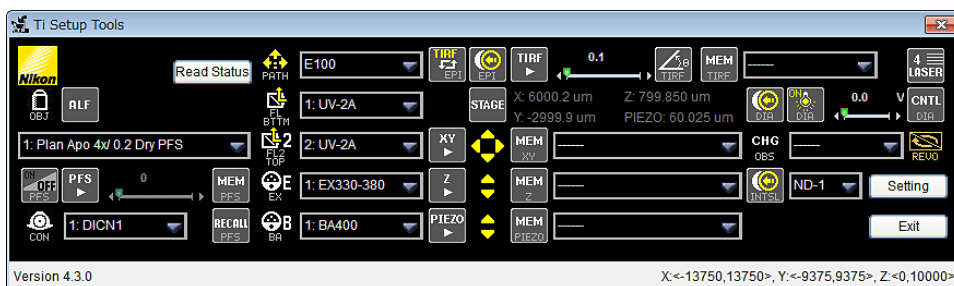 Ti Setup Tools
Nikon
Read Status
PATH
E100
TIRF
EPI
EPI
TIRF
0.1
θ
TIRF
MEM
TIRF
------
4
LASER
OBJ
ALF
FL
BTTM
1: UV-2A
STAGE
X: 6000.2 um
Z: 799.850 um
Y: -2999.9 um
PIEZO: 60.025 um
DIA
ON
DIA
0.0
V
CNTL
DIA
1: Plan Apo 4x/ 0.2 Dry PFS
2
FL2
TOP
2: UV-2A
XY
MEM
XY
------
CHG
OBS
------
REVO
ON
OFF
PFS
PFS
0
MEM
PFS
E
EX
1: EX330-380
Z
MEM
Z
------
INTSL
ND-1
Setting
CON
1: DICN1
RECALL
PFS
B
BA
1: BA400
PIEZO
MEM
PIEZO
------
Exit
Version 4.3.0
X:<-13750,13750>, Y:<-9375,9375>, Z:<0,10000>